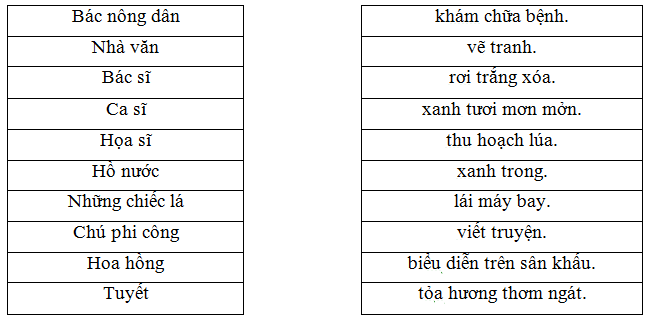 Bác nông dân khám chữa bệnh.
Nhà văn vẽ tranh.
Bác sĩ rơi trắng xóa.
Ca sĩ xanh tươi mơn mởn.
Họa sĩ thu hoạch lúa.
Hồ nước xanh trong.
Những chiếc lá lái máy bay.
Chú phi công viết truyện.
Hoa hồng biểu diễn trên sân khấu.
Tuyết tỏa hương thơm ngát.